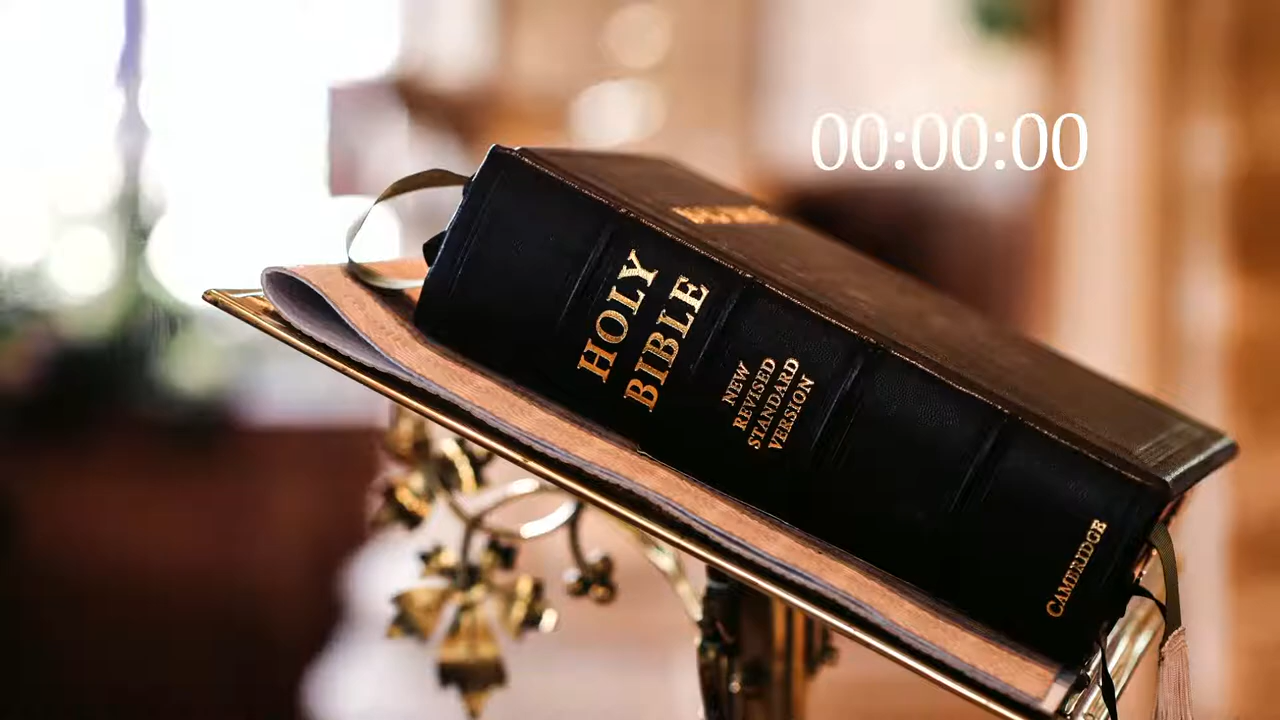 00:00:00
HOLY
BIBLE
NEW
REVISED
STANDARD
VERSION
CAMBRIDGE